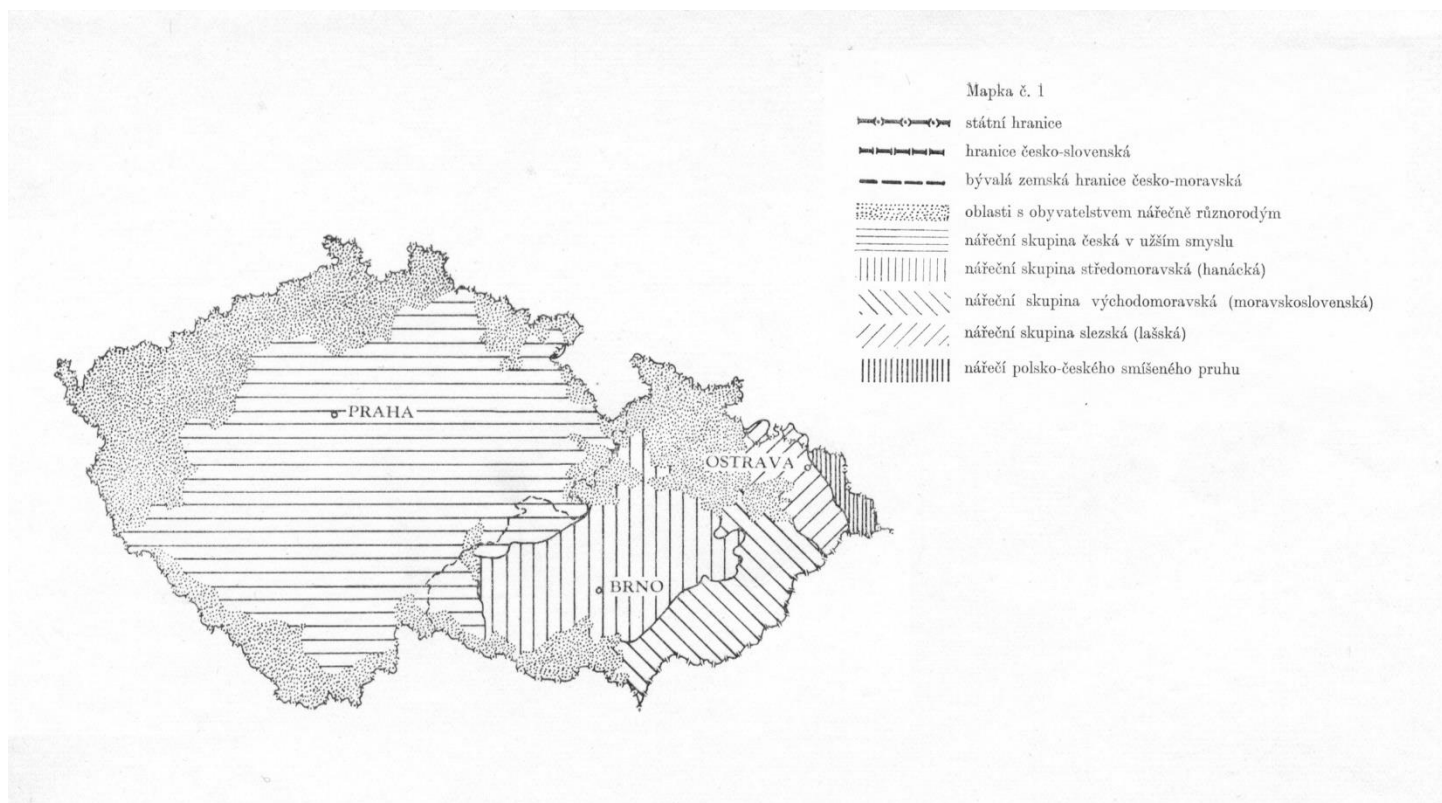 Mapka č. 1
státní hranice
hranice česko-slovenská
bývalá zemská hranice česko-moravská
oblasti s obyvatelstvem nářečně různorodým
nářeční skupina česká v užším smyslu
nářeční skupina středomoravská (hanácká)
nářeční skupina východomoravská (moravskoslovenská)
nářeční skupina slezská (lašská)
nářečí polsko-českého smíšeného pruhu
PRAHA
OSTRAVA
BRNO